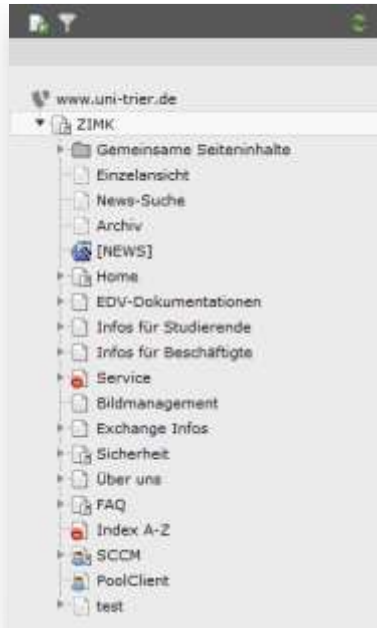 www.uni-trier.de
ZIMK
Gemeinsame Seiteninhalte
Einzelansicht
News-Suche
Archiv
[NEWS]
Home
EDV-Dokumentationen
Infos für Studierende
Infos für Beschäftigte
Service
Bildmanagement
Exchange Infos
Sicherheit
Über uns
FAQ
Index A-Z
SCCM
PoolClient
test